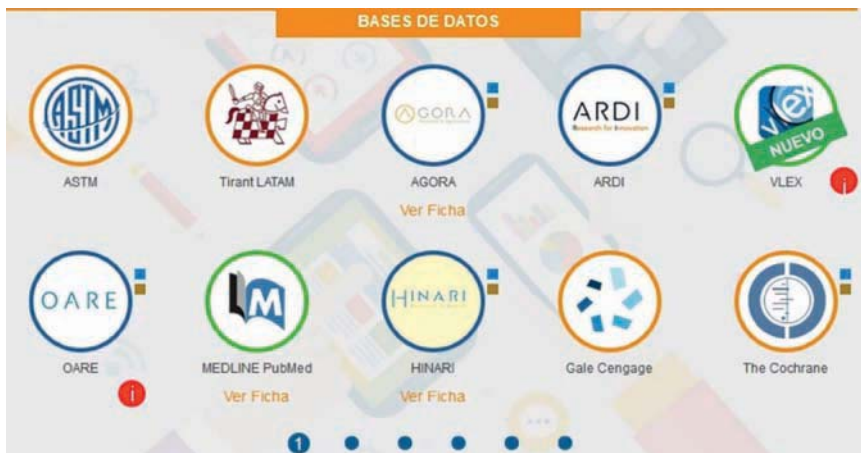 BASES DE DATOS
ASTM
AGORA
ARDI
Research for Innovation
vlex
NUEVO
ASTM
Tirant LATAM
AGORA
ARDI
VLEX
i
Ver Ficha
OARE
M
HINARI
OARE
MEDLINE PubMed
HINARI
Gale Cengage
The Cochrane
i
Ver Ficha
Ver Ficha
1